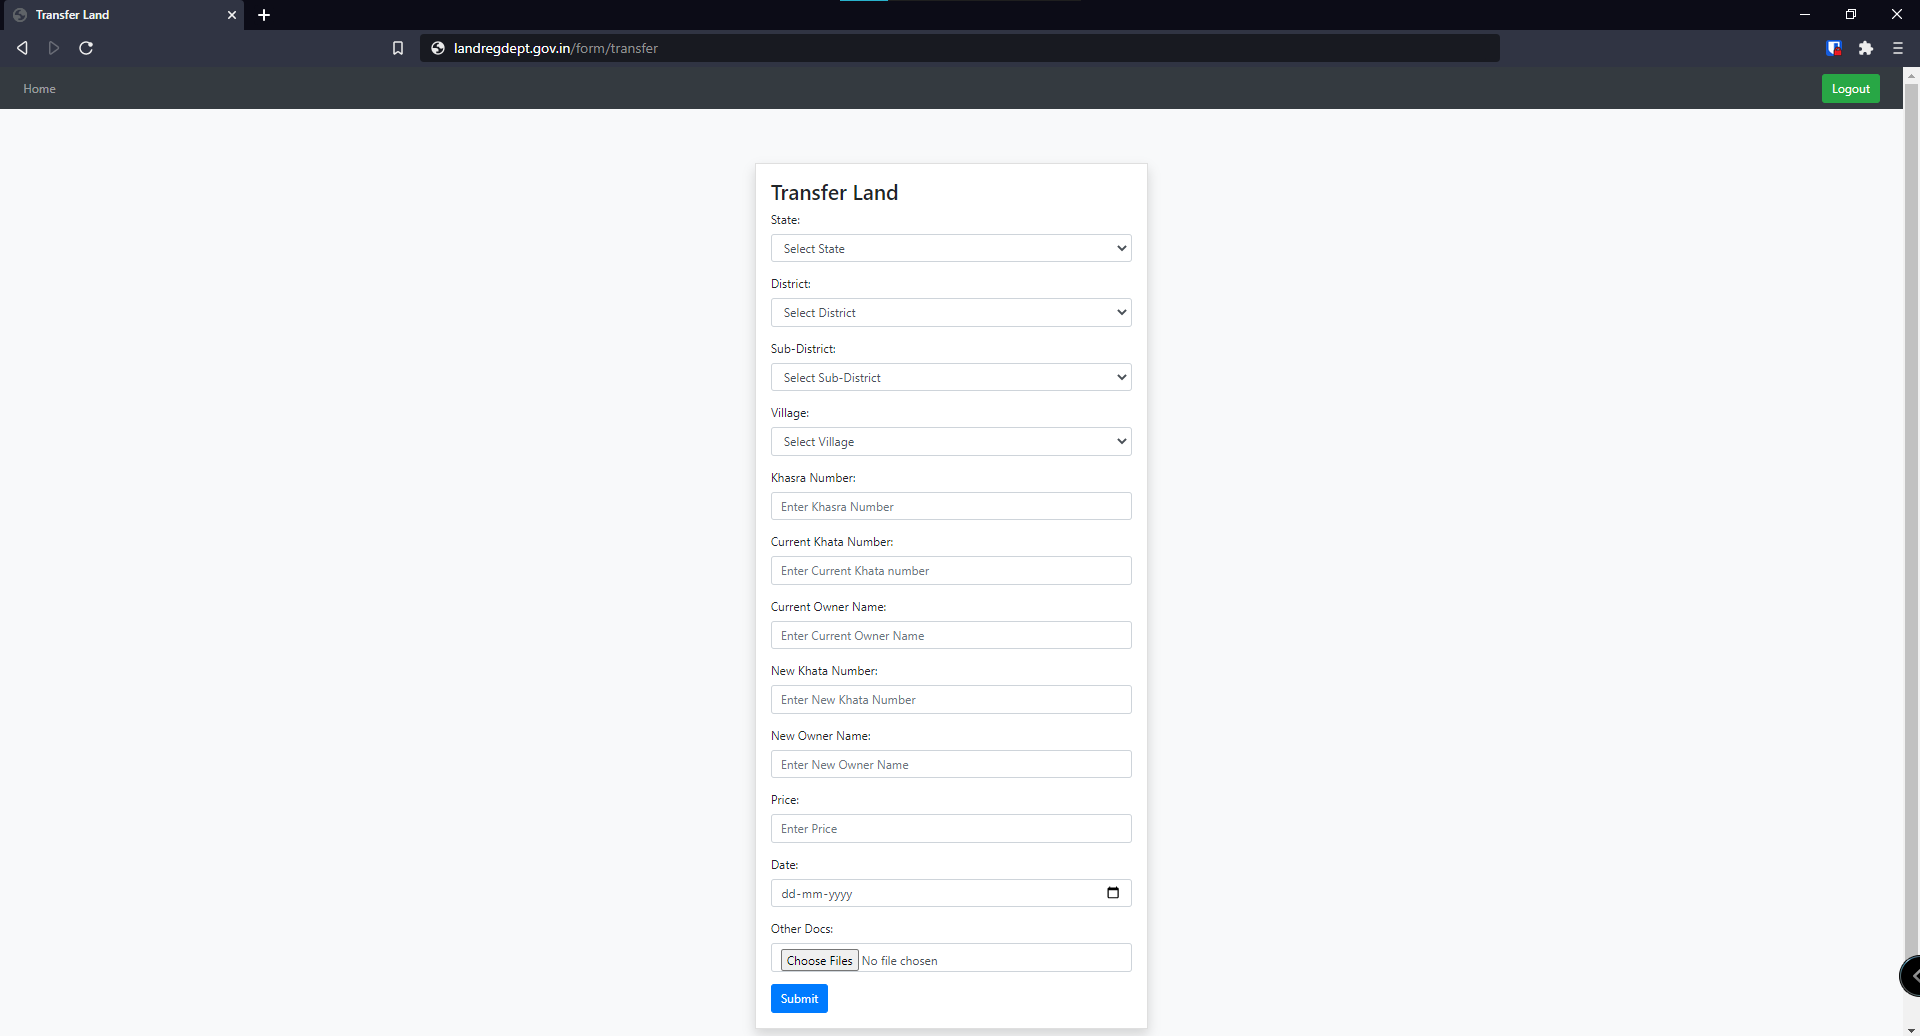 Transfer Land
landregdept.gov.in/form/transfer
Home
Logout
Transfer Land
State:
Select State
District:
Select District
Sub-District:
Select Sub-District
Village:
Select Village
Khasra Number:
Enter Khasra Number
Current Khata Number:
Enter Current Khata number
Current Owner Name:
Enter Current Owner Name
New Khata Number:
Enter New Khata Number
New Owner Name:
Enter New Owner Name
Price:
Enter Price
Date:
dd-mm-yyyy
Other Docs:
Choose Files No file chosen
Submit